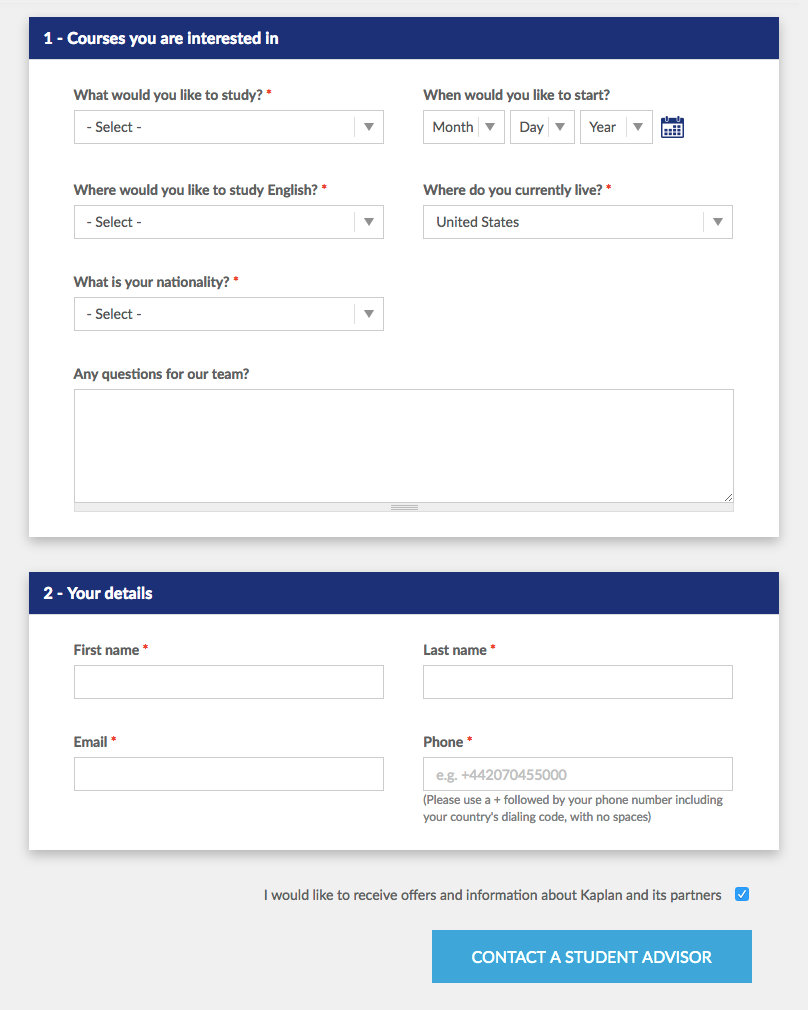 1 - Courses you are interested in
What would you like to study? *
When would you like to start?
- Select -
Month
Day
Year
Where would you like to study English? *
Where do you currently live? *
- Select -
United States
What is your nationality? *
- Select -
Any questions for our team?
2 - Your details
First name *
Last name *
Email *
Phone *
e.g. +442070455000
(Please use a + followed by your phone number including
your country's dialing code, with no spaces)
I would like to receive offers and information about Kaplan and its partners
CONTACT A STUDENT ADVISOR